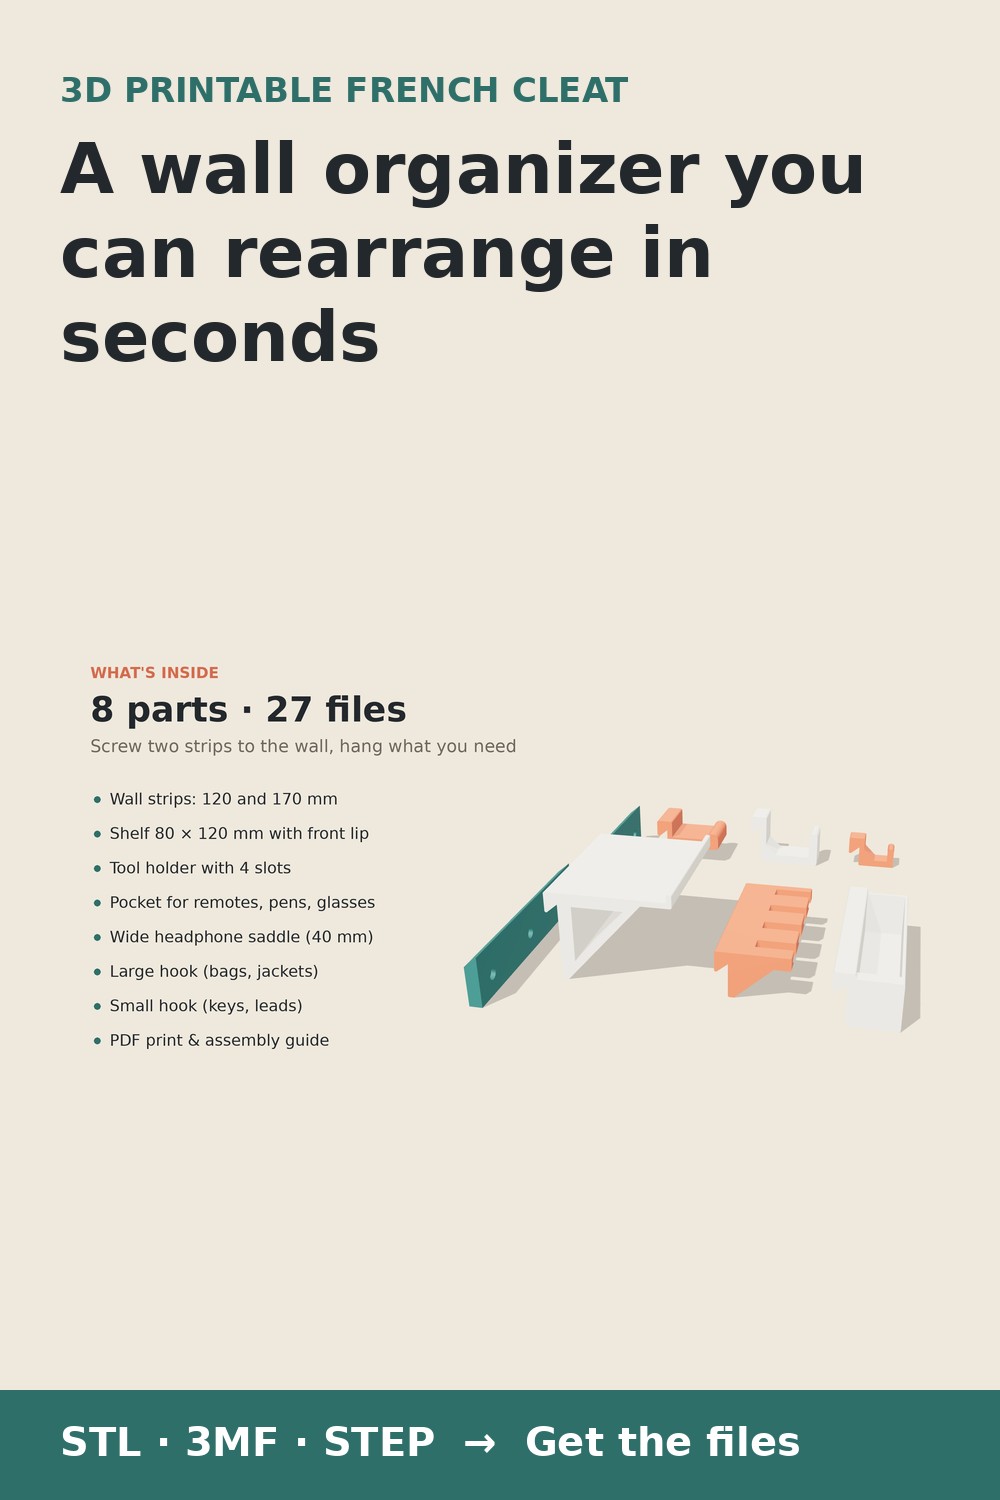 3D PRINTABLE FRENCH CLEAT
A wall organizer you
can rearrange in
seconds
WHAT'S INSIDE
8 parts · 27 files
Screw two strips to the wall, hang what you need
• Wall strips: 120 and 170 mm
• Shelf 80 × 120 mm with front lip
• Tool holder with 4 slots
• Pocket for remotes, pens, glasses
• Wide headphone saddle (40 mm)
• Large hook (bags, jackets)
• Small hook (keys, leads)
• PDF print & assembly guide
STL · 3MF · STEP → Get the files